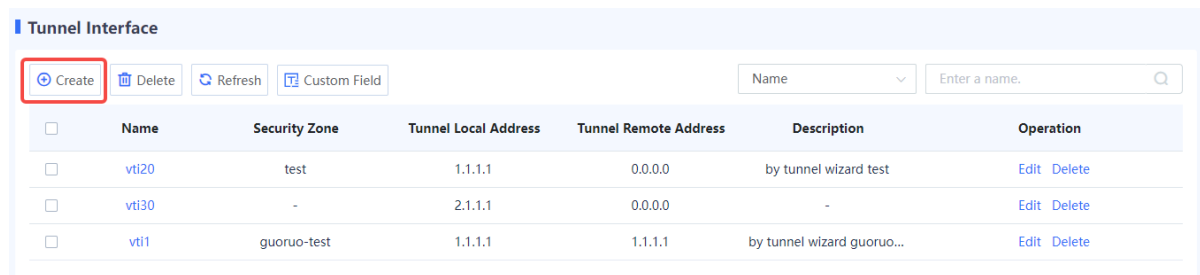 Tunnel Interface
Create Delete Refresh Custom Field Name Enter a name.
Name Security Zone Tunnel Local Address Tunnel Remote Address Description Operation
vti20 test 1.1.1.1 0.0.0.0 by tunnel wizard test Edit Delete
vti30 - 2.1.1.1 0.0.0.0 - Edit Delete
vti1 guoruo-test 1.1.1.1 1.1.1.1 by tunnel wizard guoruo... Edit Delete